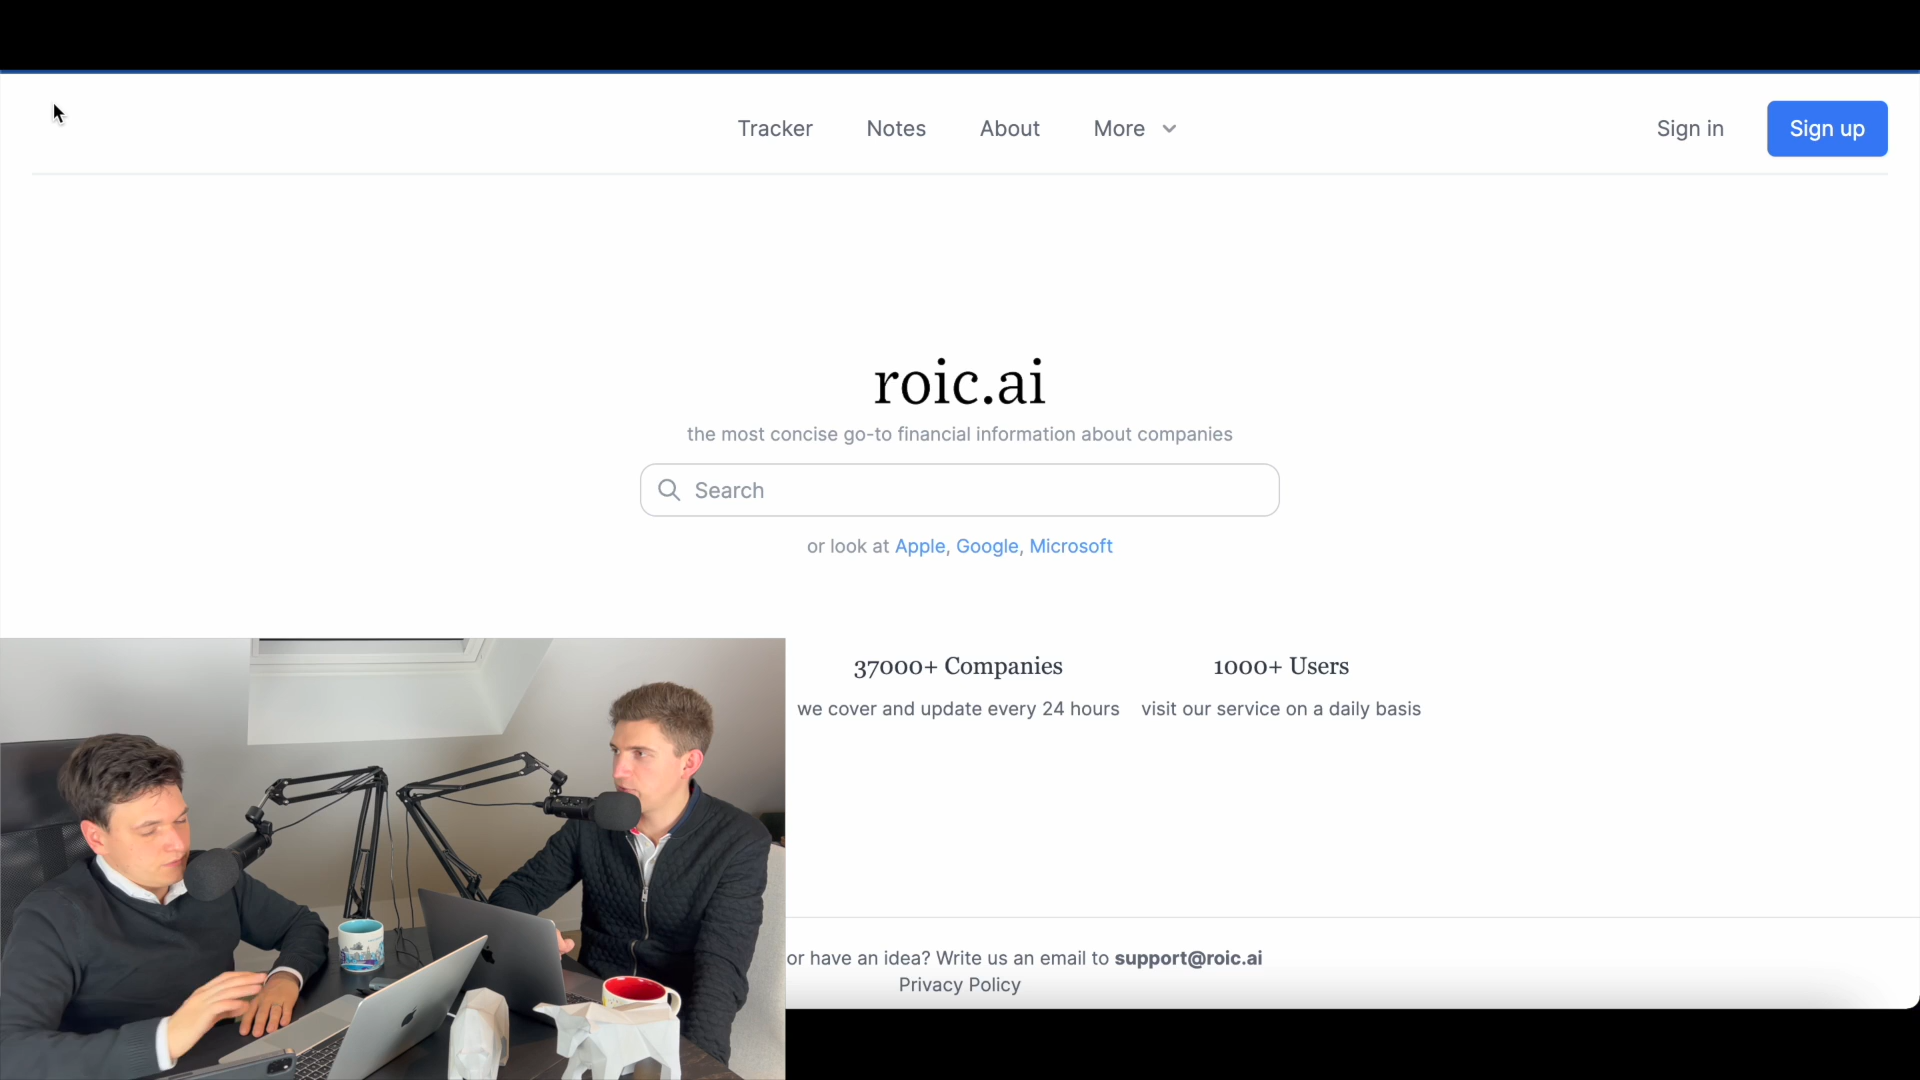 Tracker Notes About More Sign in Sign up
roic.ai
the most concise go-to financial information about companies
Search
or look at Apple, Google, Microsoft
37000+ Companies 1000+ Users
we cover and update every 24 hours visit our service on a daily basis
or have an idea? Write us an email to support@roic.ai
Privacy Policy